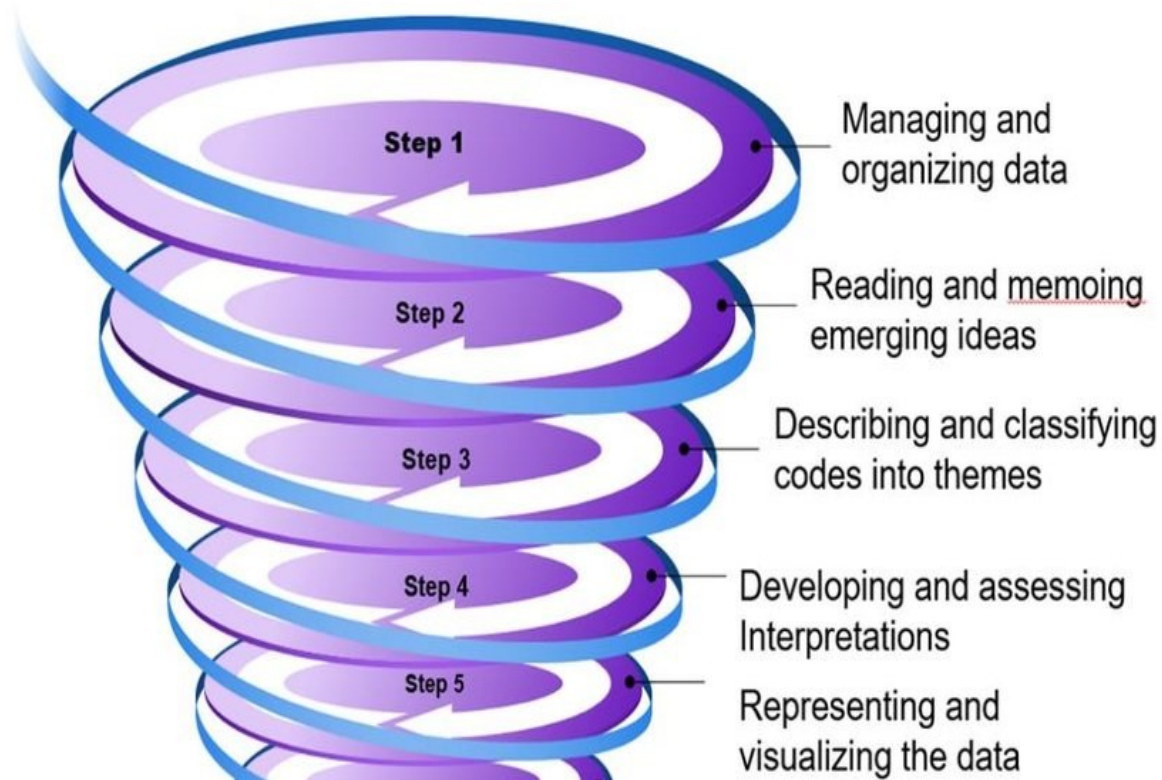 Step 1
Managing and
organizing data
Step 2
Reading and memoing
emerging ideas
Step 3
Describing and classifying
codes into themes
Step 4
Developing and assessing
Interpretations
Step 5
Representing and
visualizing the data